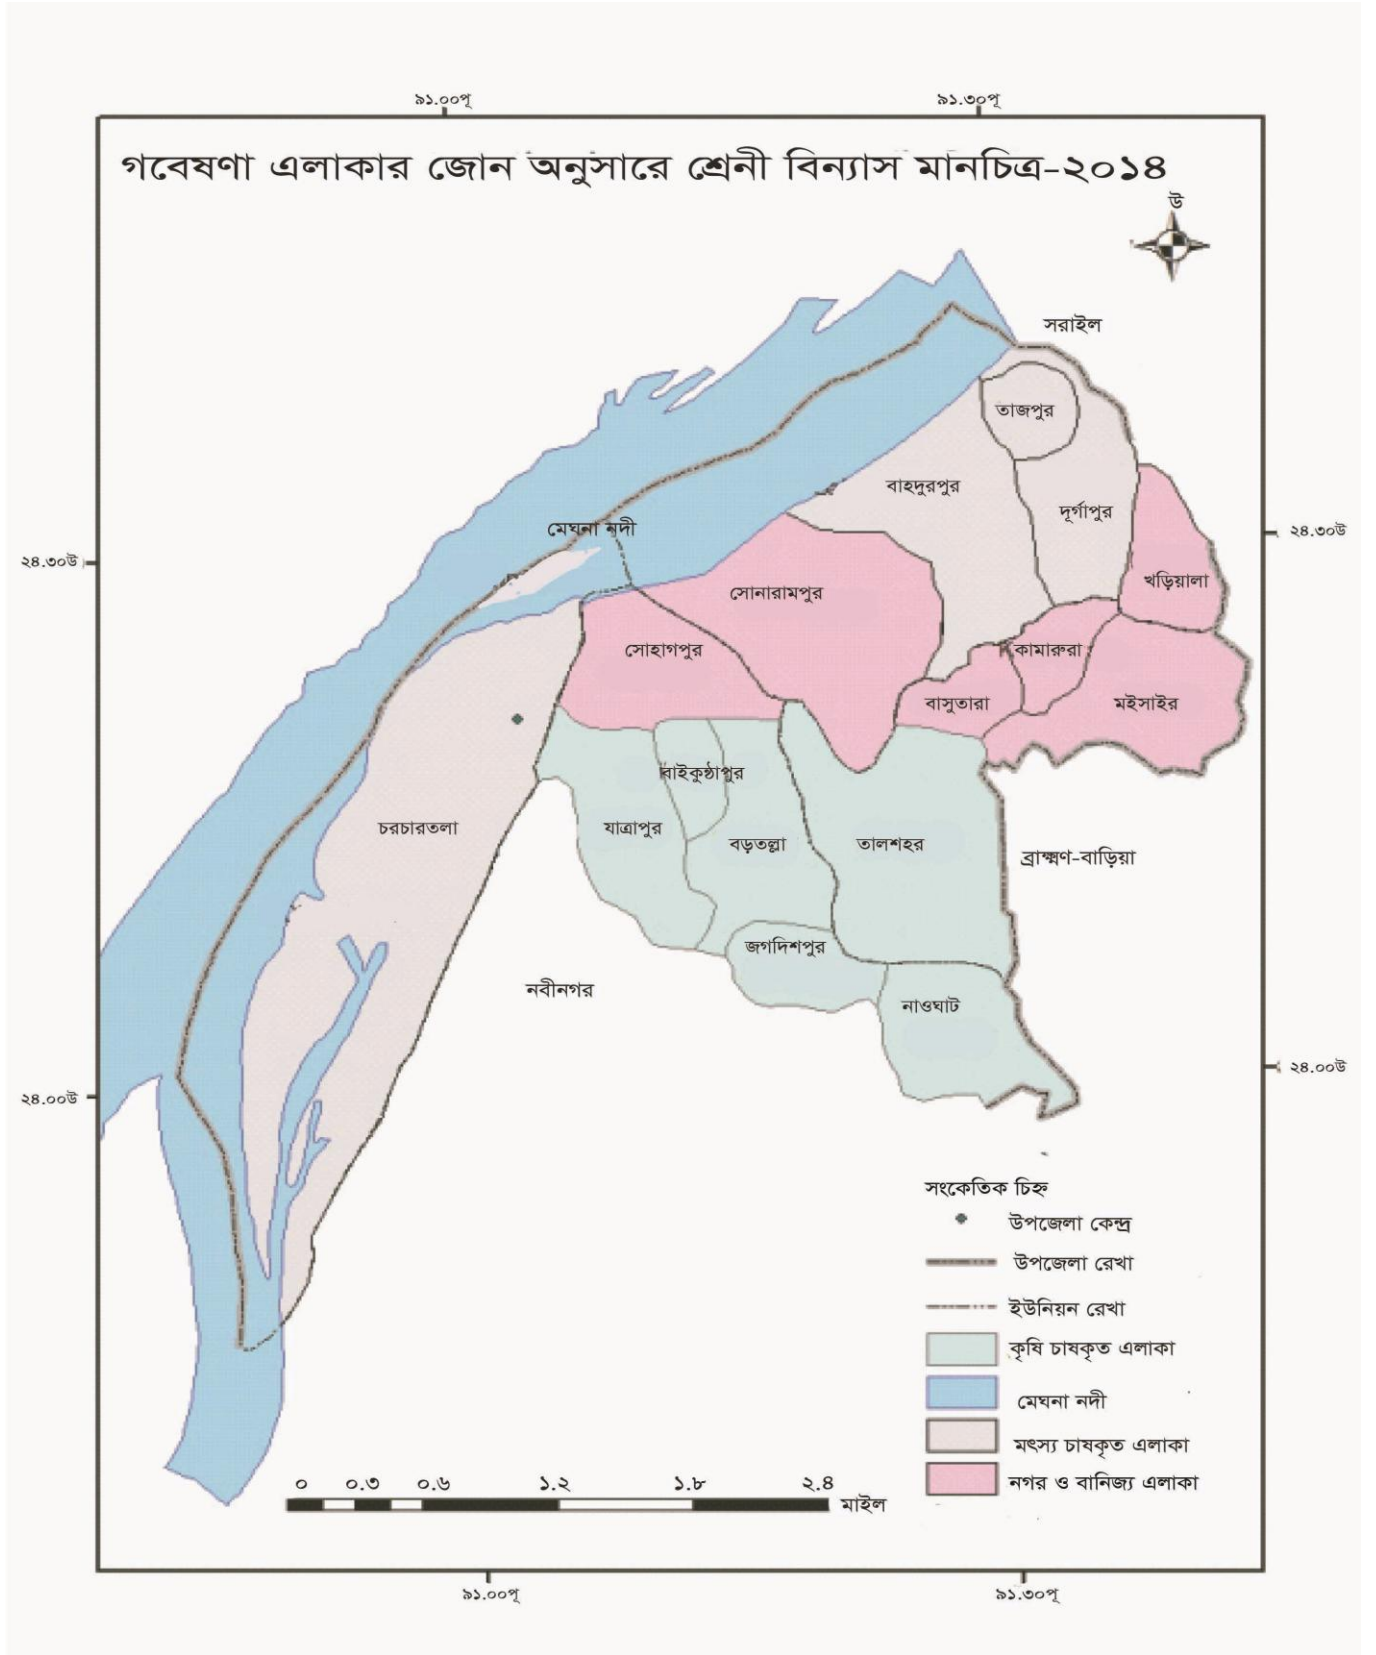 ৯১.০০পূ
৯১.৩০পূ
গবেষণা এলাকার জোন অনুসারে শ্রেনী বিন্যাস মানচিত্র-২০১৪
উ
সরাইল
তাজপুর
বাহদুরপুর
দূর্গাপুর
মেঘনা নদী
২৪.৩০উ
২৪.৩০উ
খড়িয়ালা
সোনারামপুর
সোহাগপুর
কামারুরা
বাসুতারা
মইসাইর
বাইকুন্ঠাপুর
চরচারতলা
যাত্রাপুর
বড়তল্লা
তালশহর
ব্রাক্ষ্মণ-বাড়িয়া
জগদিশপুর
নবীনগর
নাওঘাট
২৪.০০উ
২৪.০০উ
সংকেতিক চিহ্ন
উপজেলা কেন্দ্র
উপজেলা রেখা
ইউনিয়ন রেখা
কৃষি চাষকৃত এলাকা
মেঘনা নদী
মৎস্য চাষকৃত এলাকা
নগর ও বানিজ্য এলাকা
০ ০.৩ ০.৬ ১.২ ১.৮ ২.৪
মাইল
৯১.০০পূ
৯১.৩০পূ